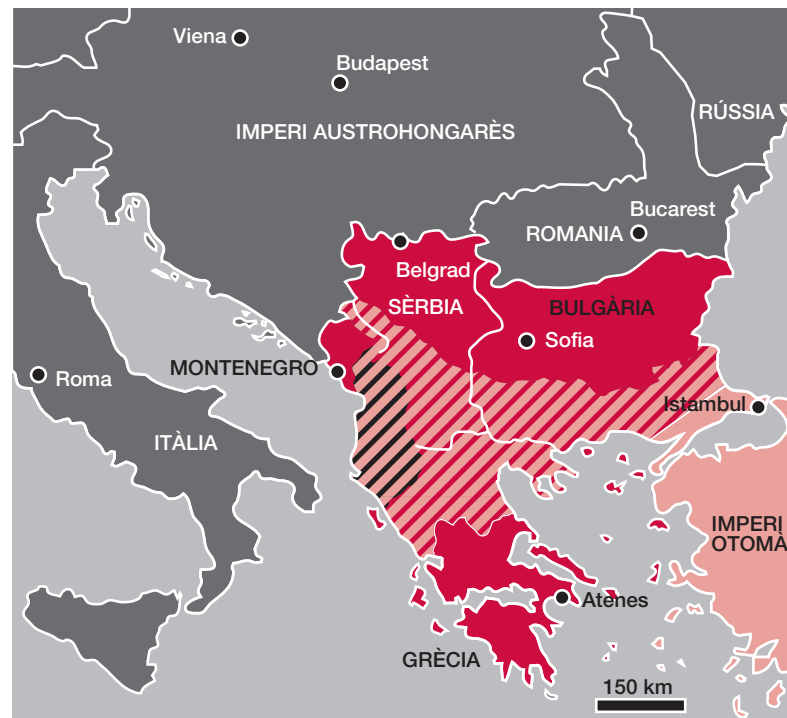 Viena
Budapest
IMPERI AUSTROHONGARÈS
RÚSSIA
Bucarest
ROMANIA
Belgrad
SÈRBIA
BULGÀRIA
Sofia
MONTENEGRO
Roma
Istambul
ITÀLIA
IMPERI
OTOMÀ
Atenes
GRÈCIA
150 km